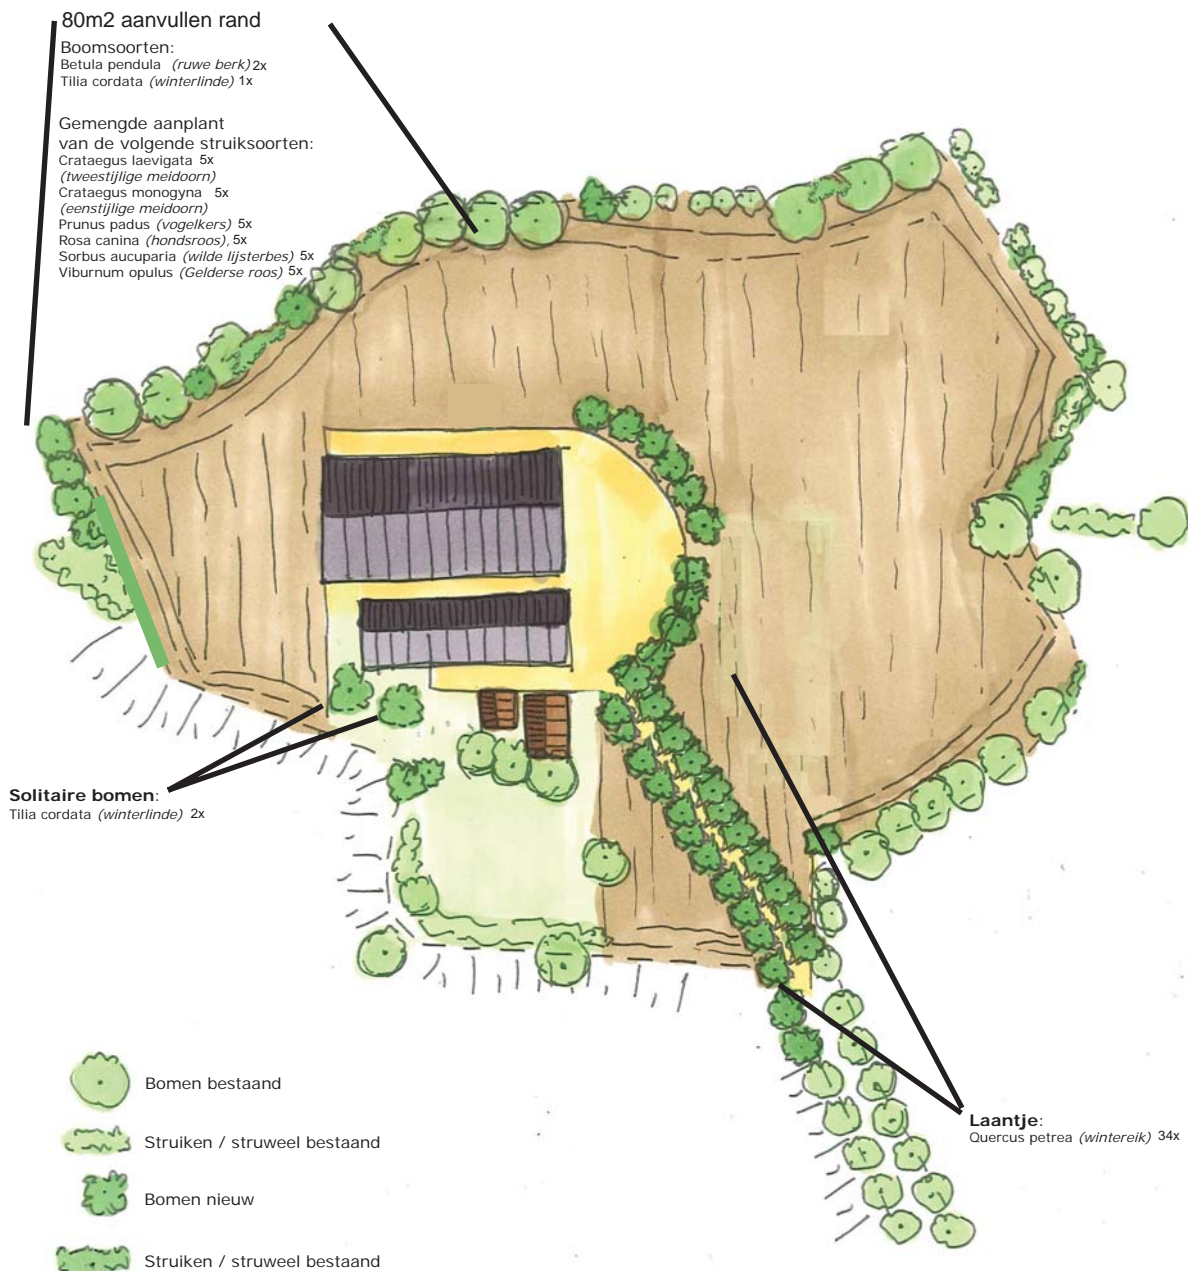 80m2 aanvullen rand
Boomsoorten:
Betula pendula (ruwe berk) 2x
Tilia cordata (winterlinde) 1x
Gemengde aanplant
van de volgende struiksoorten:
Crataegus laevigata 5x
(tweestijlige meidoorn)
Crataegus monogyna 5x
(eenstijlige meidoorn)
Prunus padus (vogelkers) 5x
Rosa canina (hondsroos), 5x
Sorbus aucuparia (wilde lijsterbes) 5x
Viburnum opulus (Gelderse roos) 5x
Solitaire bomen:
Tilia cordata (winterlinde) 2x
Laantje:
Quercus petrea (wintereik) 34x
Bomen bestaand
Struiken / struweel bestaand
Bomen nieuw
Struiken / struweel bestaand